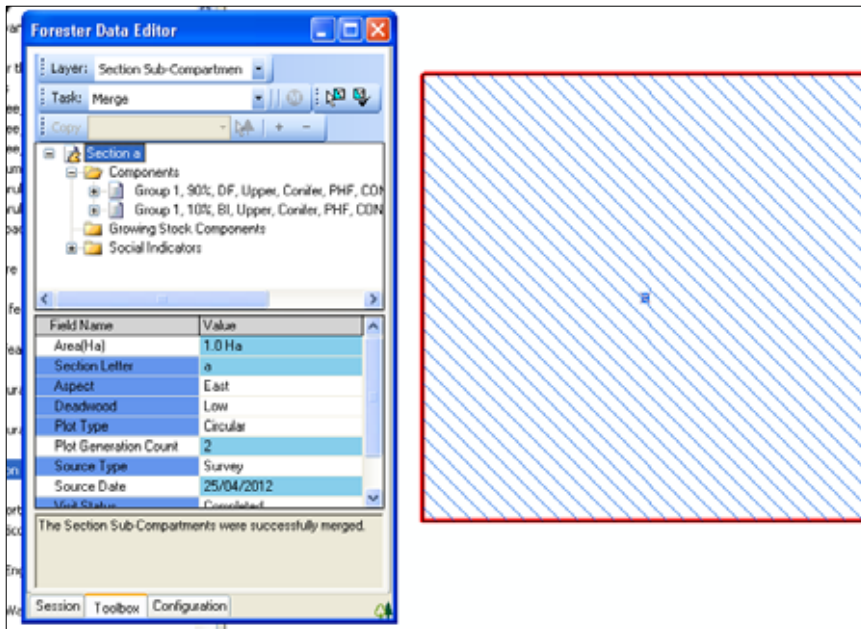 Forester Data Editor
Layer: Section Sub-Compartmen
Task: Merge
Copy
Section a
Components
Group 1, 90%, DF, Upper, Conifer, PHF, CON
Group 1, 10%, BI, Upper, Conifer, PHF, CON
Growing Stock Components
Social Indicators
Field Name Value
Area(Ha) 1.0 Ha
Section Letter a
Aspect East
Deadwood Low
Plot Type Circular
Plot Generation Count 2
Source Type Survey
Source Date 25/04/2012
Visit Status Completed
The Section Sub-Compartments were successfully merged.
Session Toolbox Configuration
a